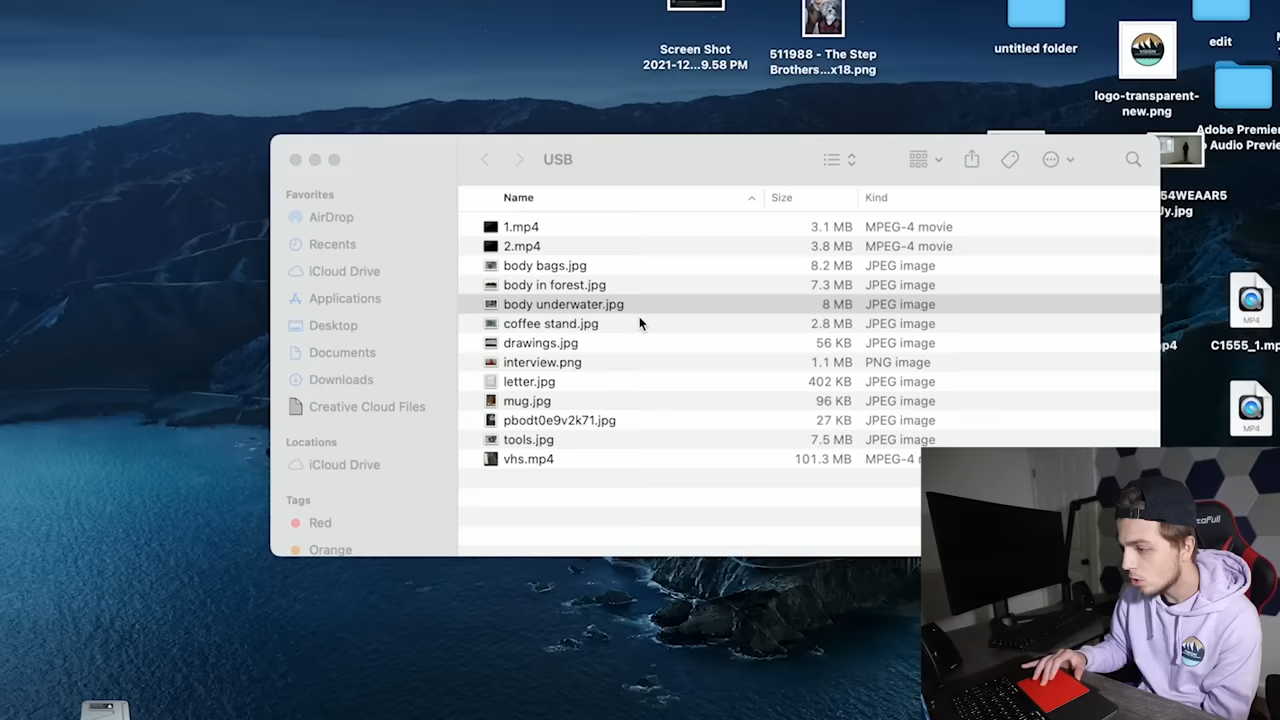 Screen Shot
2021-12...9.58 PM
511988 - The Step
Brothers...x18.png
untitled folder
edit
logo-transparent-
new.png
Adobe Premie
Audio Previe
USB
54WEAAR5
Jy.jpg
Favorites
AirDrop
Recents
iCloud Drive
Applications
Desktop
Documents
Downloads
Creative Cloud Files
Locations
iCloud Drive
Tags
Red
Orange
Name Size Kind
1.mp4 3.1 MB MPEG-4 movie
2.mp4 3.8 MB MPEG-4 movie
body bags.jpg 8.2 MB JPEG image
body in forest.jpg 7.3 MB JPEG image
body underwater.jpg 8 MB JPEG image
coffee stand.jpg 2.8 MB JPEG image
drawings.jpg 56 KB JPEG image
interview.png 1.1 MB PNG image
letter.jpg 402 KB JPEG image
mug.jpg 96 KB JPEG image
pbodt0e9v2k71.jpg 27 KB JPEG image
tools.jpg 7.5 MB JPEG image
vhs.mp4 101.3 MB MPEG-4
MP4
p4
C1555_1.mp
MP4